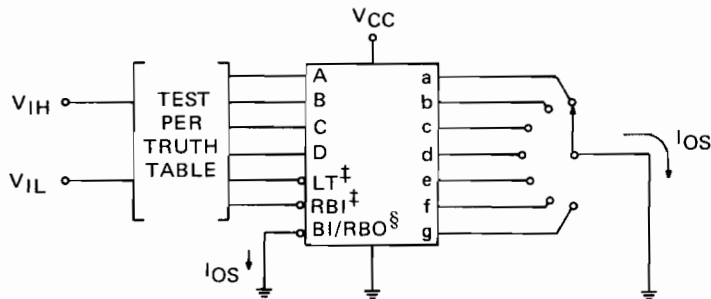 VCC
VIH
VIL
TEST
PER
TRUTH
TABLE
A
B
C
D
LT‡
RBI‡
BI/RBO§
a
b
c
d
e
f
g
IOS
IOS